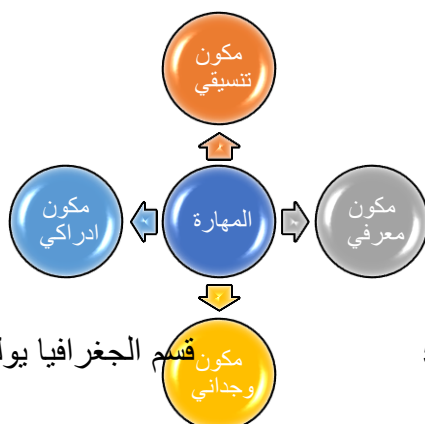 مكون
تنسيقي
مكون
معرفي
المهارة
مكون
ادراكي
قسم الجغرافيا
مكون
وجداني